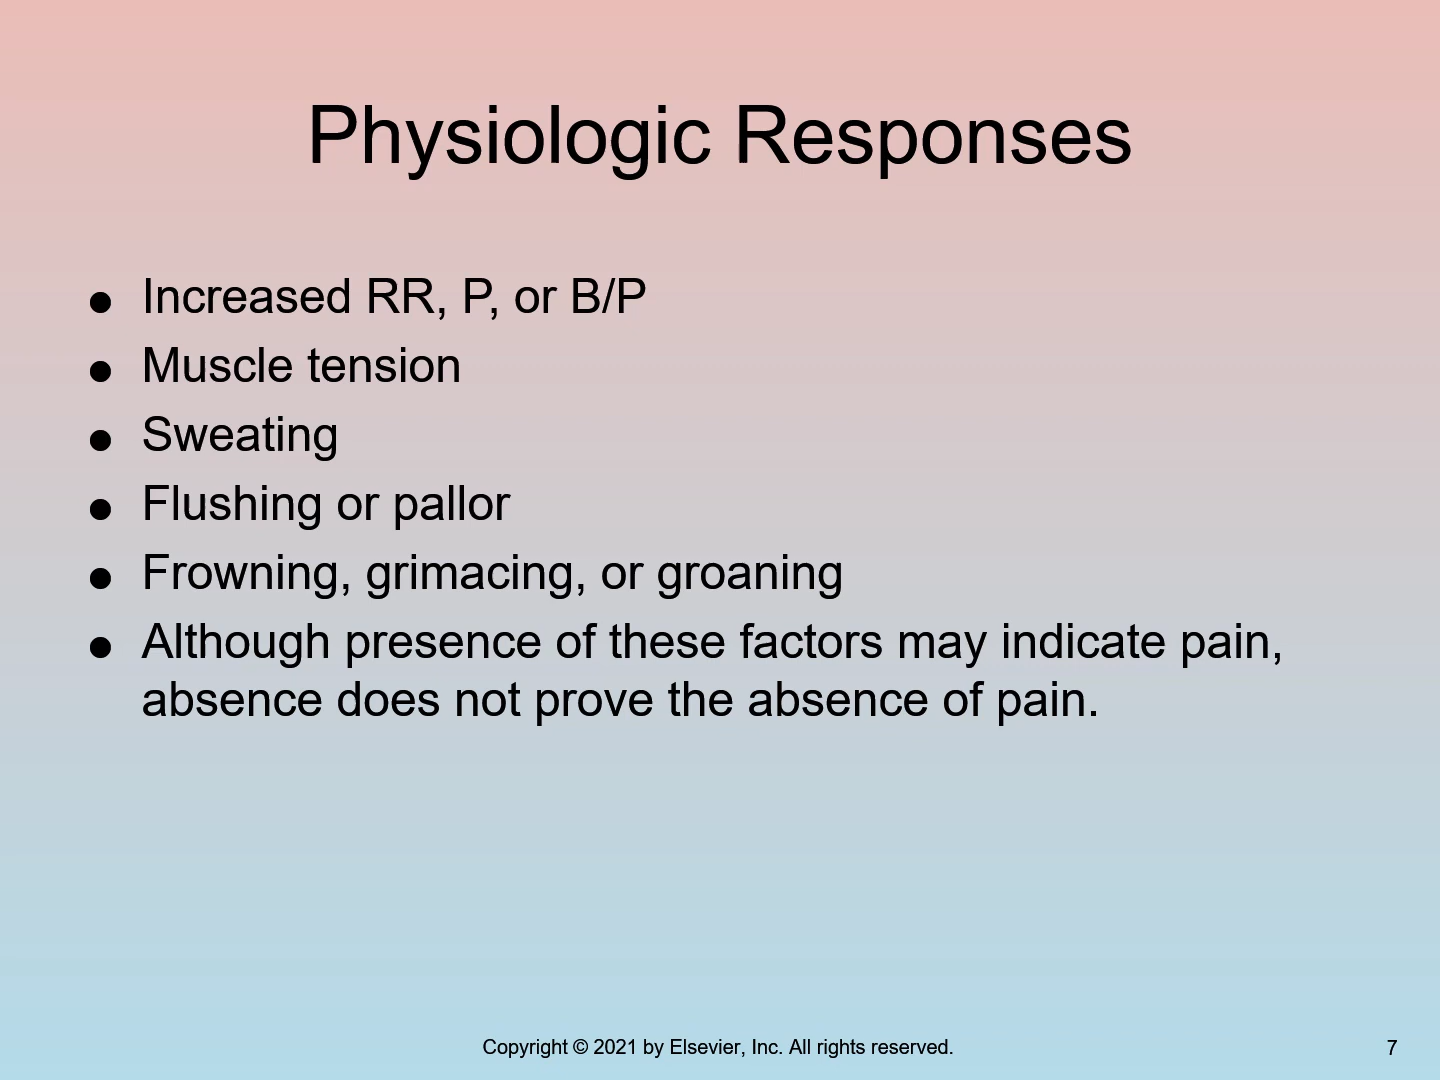 Physiologic Responses
● Increased RR, P, or B/P
● Muscle tension
● Sweating
● Flushing or pallor
● Frowning, grimacing, or groaning
● Although presence of these factors may indicate pain,
absence does not prove the absence of pain.
Copyright © 2021 by Elsevier, Inc. All rights reserved.
7